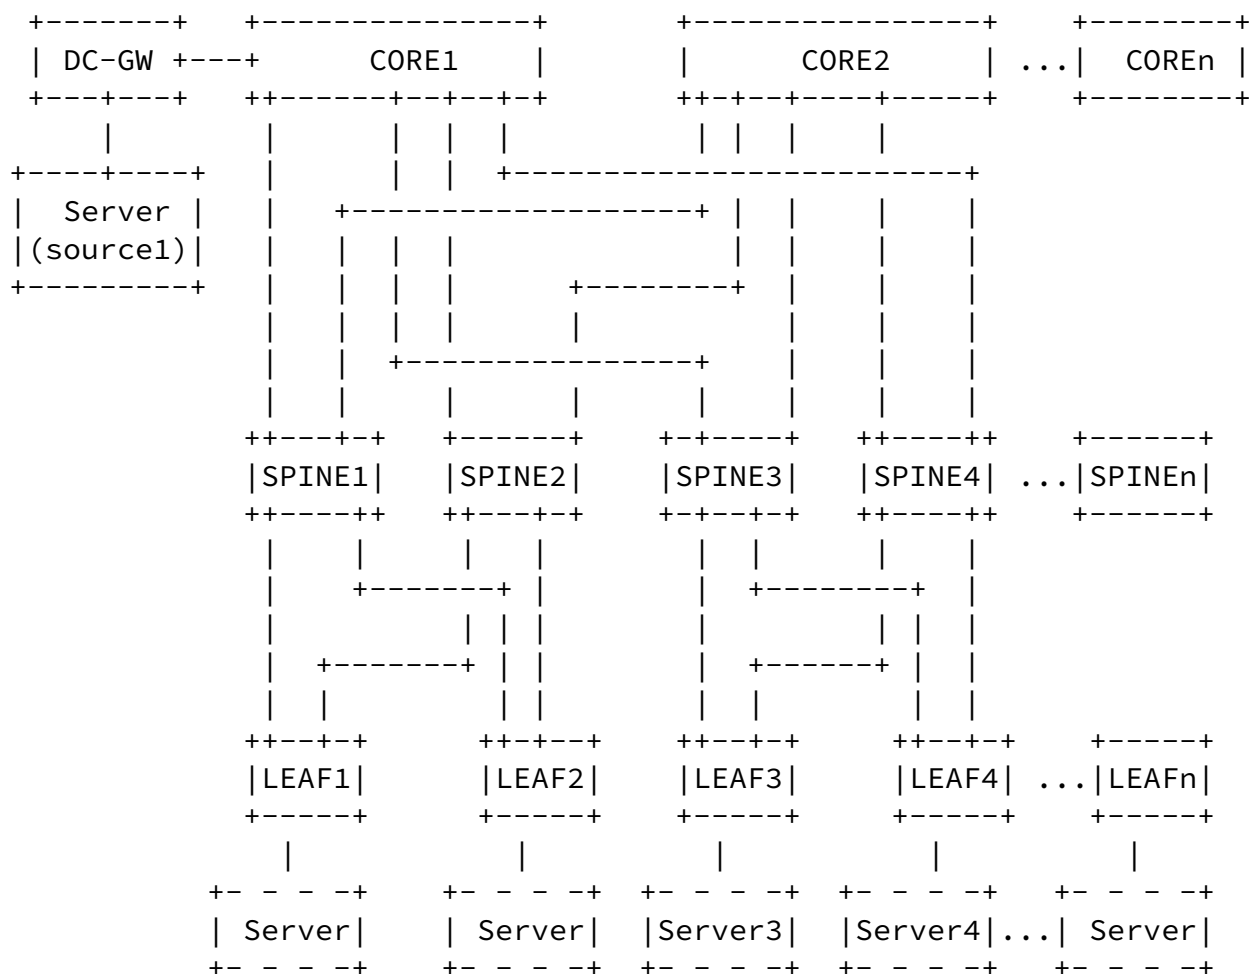 DC-GW CORE1 CORE2 ... COREn
Server
(source1)
SPINE1 SPINE2 SPINE3 SPINE4 ... SPINEn
LEAF1 LEAF2 LEAF3 LEAF4 ... LEAFn
Server Server Server3 Server4 ... Server